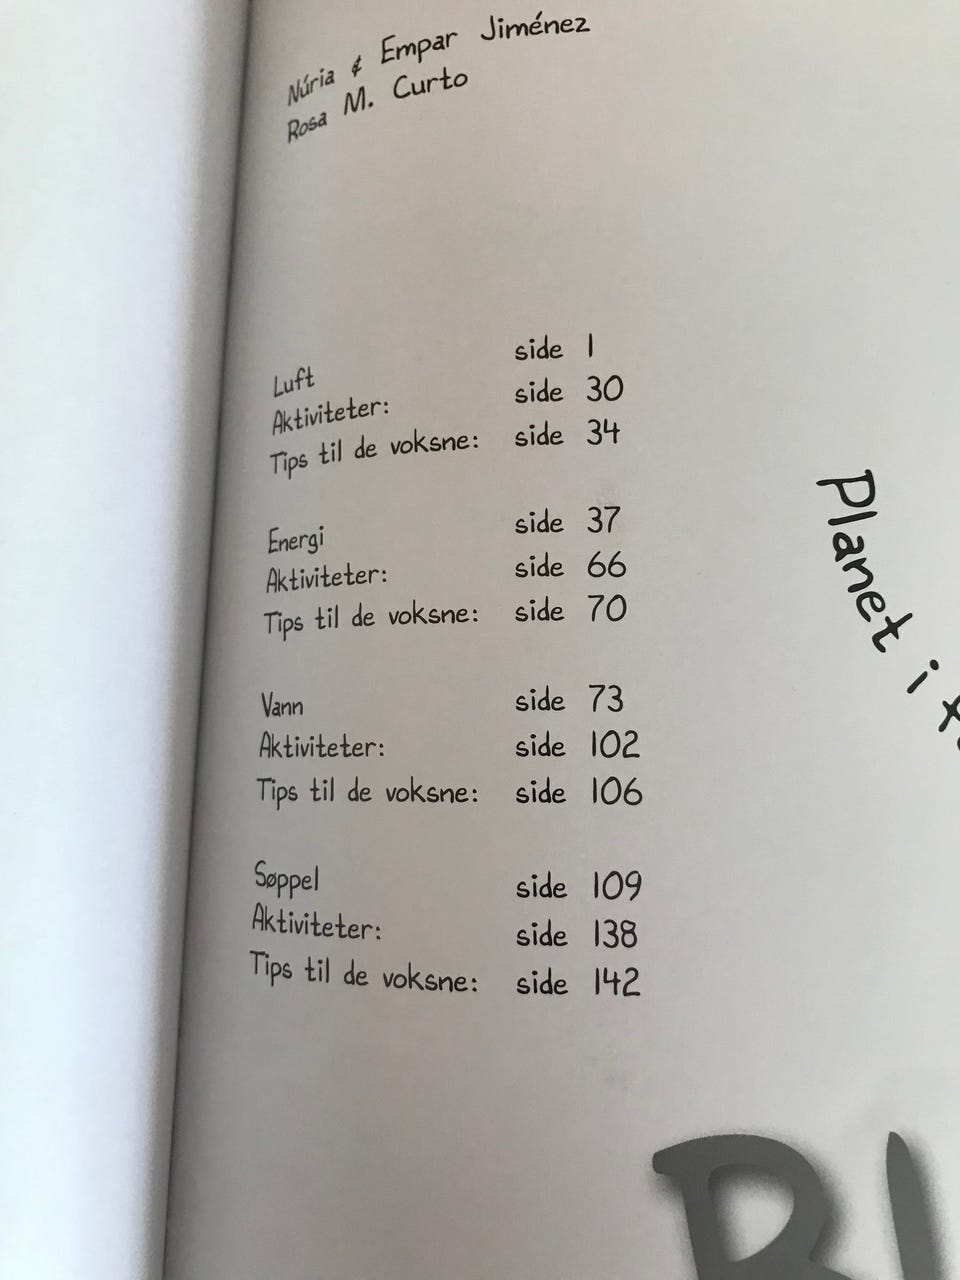 Núria & Empar Jiménez
Rosa M. Curto
Luft side 1
Aktiviteter: side 30
Tips til de voksne: side 34
Energi side 37
Aktiviteter: side 66
Tips til de voksne: side 70
Vann side 73
Aktiviteter: side 102
Tips til de voksne: side 106
Søppel side 109
Aktiviteter: side 138
Tips til de voksne: side 142
Planet i